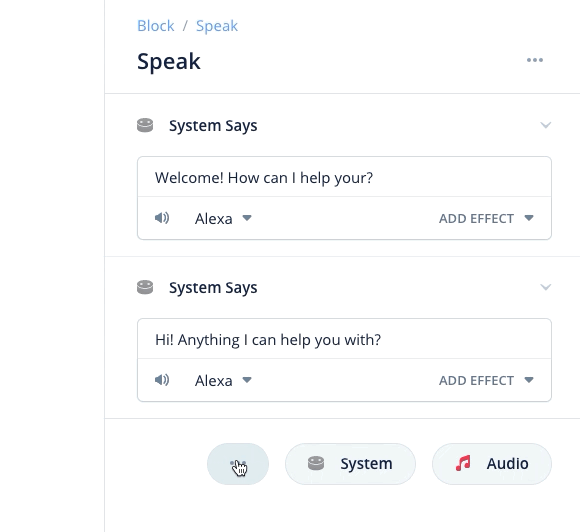 Block / Speak
Speak
System Says
Welcome! How can I help your?
Alexa ADD EFFECT
System Says
Hi! Anything I can help you with?
Alexa ADD EFFECT
System Audio